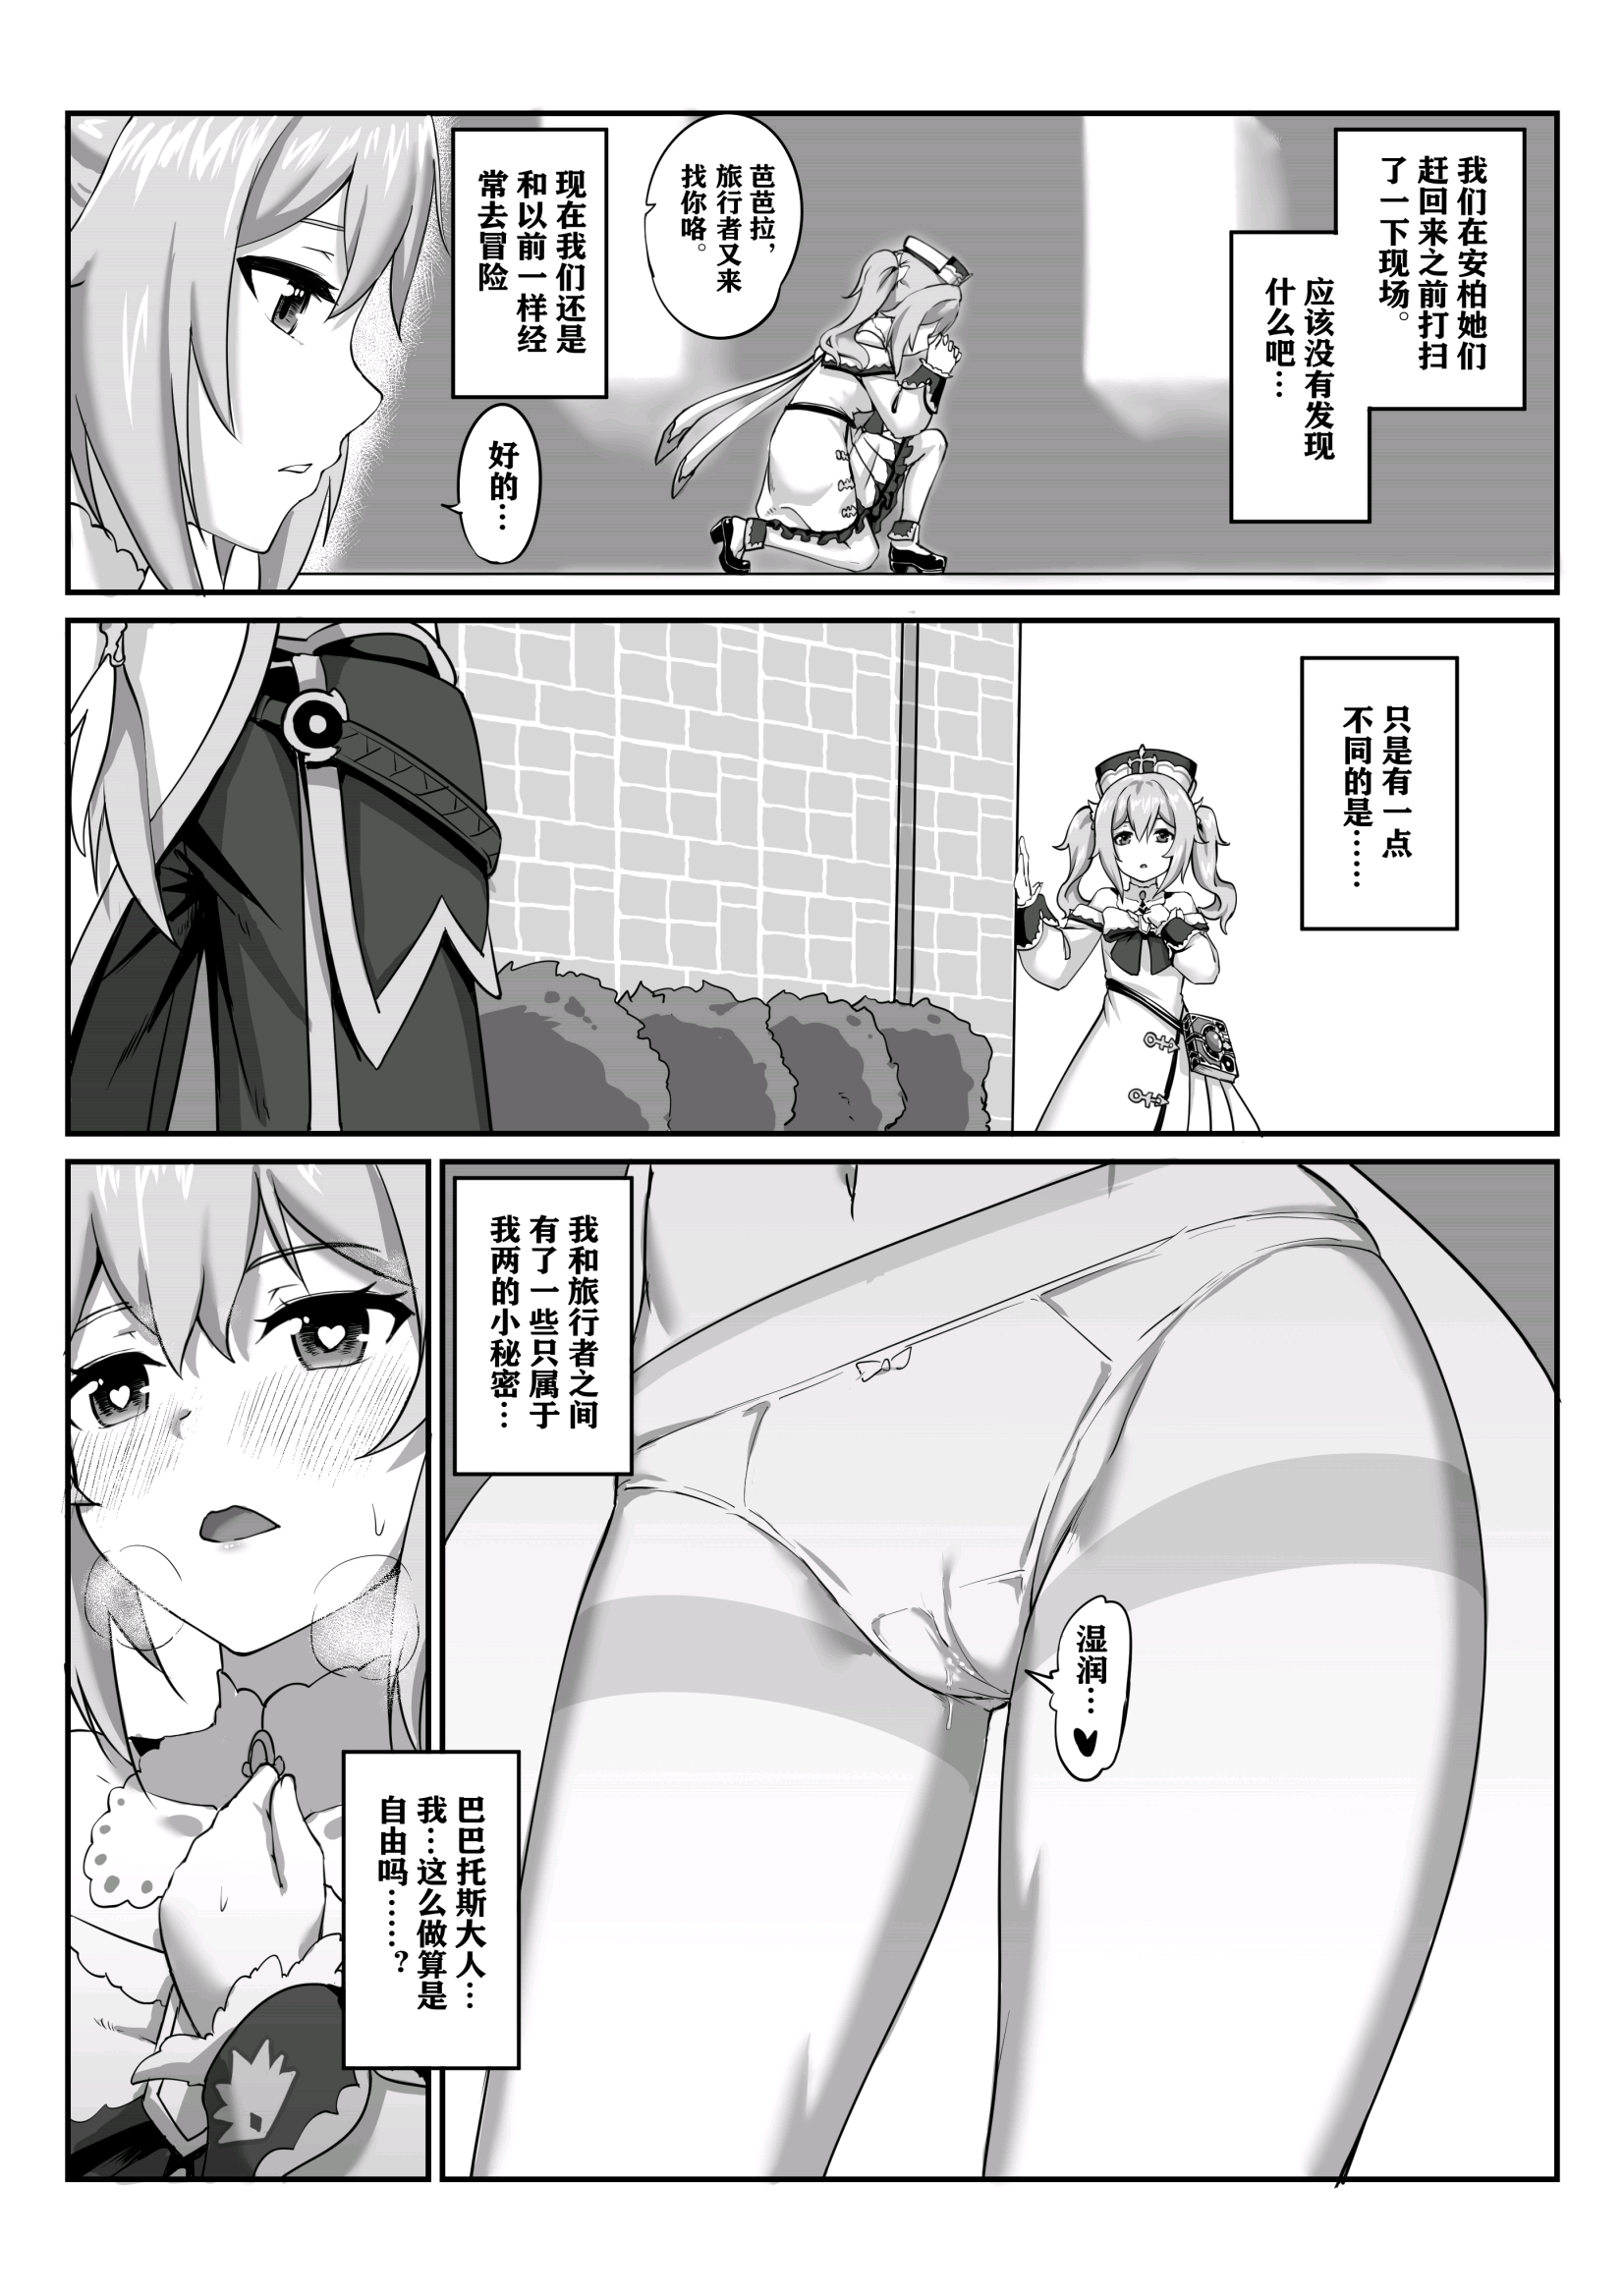 我们在安柏她们
赶回来之前打扫
了一下现场。
应该没有发现
什么吧…
芭芭拉，
旅行者又来
找你咯。
现在我们还是
和以前一样经
常去冒险
好的…
只是有一点
不同的是……
我和旅行者之间
有了一些只属于
我两的小秘密…
湿润…
巴巴托斯大人…
我…这么做算是
自由吗……?